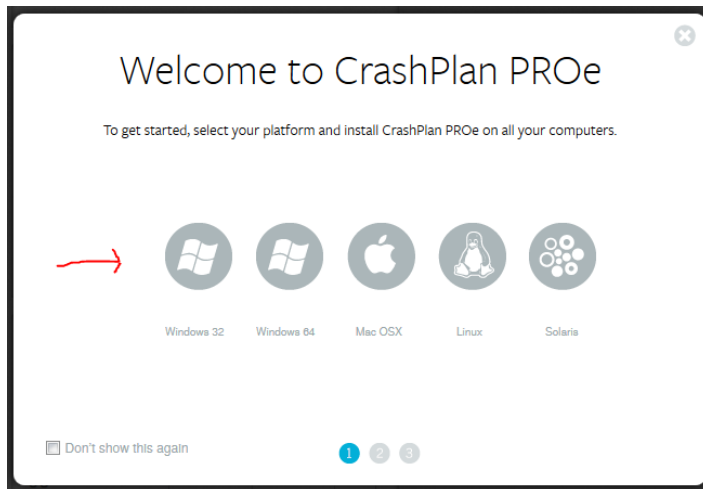 Welcome to CrashPlan PROe
To get started, select your platform and install CrashPlan PROe on all your computers.
Windows 32 Windows 64 Mac OSX Linux Solaris
Don't show this again
1 2 3